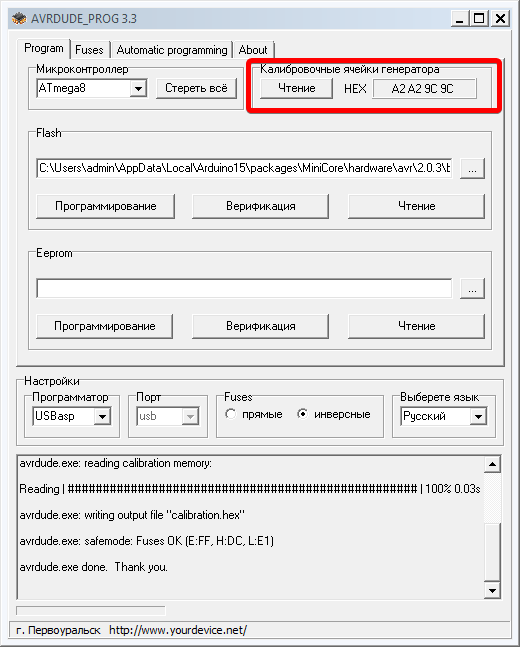 AVRDUDE_PROG 3.3
Program Fuses Automatic programming About
Микроконтроллер
ATmega8 Стереть всё
Калибровочные ячейки генератора
Чтение HEX A2 A2 9C 9C
Flash
C:\Users\admin\AppData\Local\Arduino15\packages\MiniCore\hardware\avr\2.0.3\b ...
Программирование Верификация Чтение
Eeprom
...
Программирование Верификация Чтение
Настройки
Программатор Порт Fuses Выберете язык
USBasp usb прямые инверсные Русский
avrdude.exe: reading calibration memory:
Reading | ################################################## | 100% 0.03s
avrdude.exe: writing output file "calibration.hex"
avrdude.exe: safemode: Fuses OK (E:FF, H:DC, L:E1)
avrdude.exe done. Thank you.
г. Первоуральск http://www.yourdevice.net/